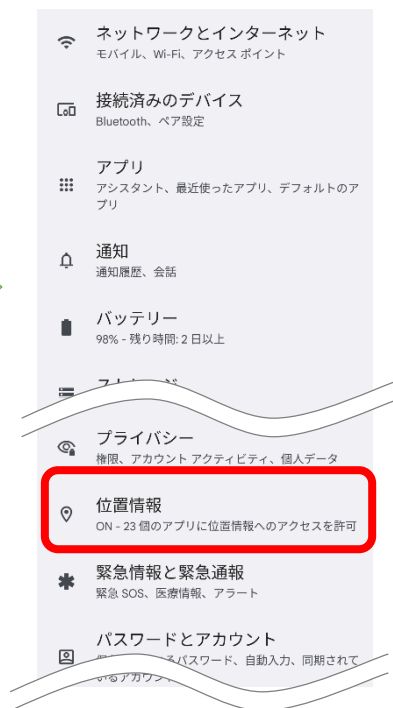 ネットワークとインターネット
モバイル、Wi-Fi、アクセス ポイント
接続済みのデバイス
Bluetooth、ペア設定
アプリ
アシスタント、最近使ったアプリ、デフォルトのア
プリ
通知
通知履歴、会話
バッテリー
98% - 残り時間: 2 日以上
プライバシー
権限、アカウント アクティビティ、個人データ
位置情報
ON - 23 個のアプリに位置情報へのアクセスを許可
緊急情報と緊急通報
緊急 SOS、医療情報、アラート
パスワードとアカウント
パスワード、自動入力、同期されて
いるアカウント